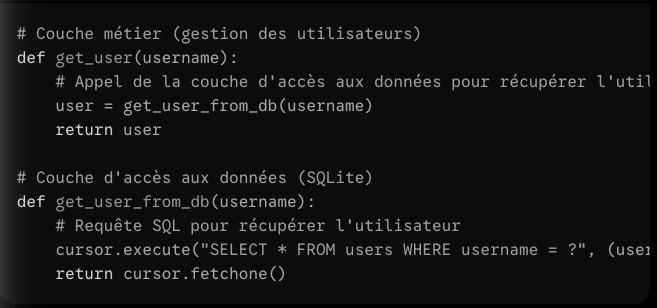 # Couche métier (gestion des utilisateurs)
def get_user(username):
    # Appel de la couche d'accès aux données pour récupérer
    user = get_user_from_db(username)
    return user
# Couche d'accès aux données (SQLite)
def get_user_from_db(username):
    # Requête SQL pour récupérer l'utilisateur
    cursor.execute("SELECT * FROM users WHERE username = ?",
    return cursor.fetchone()